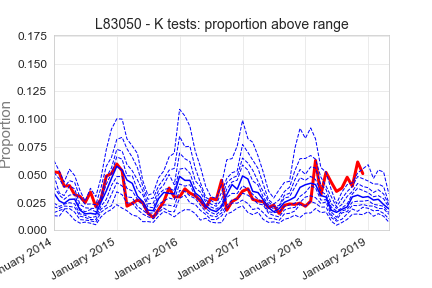 L83050 - K tests: proportion above range
0.175
0.150
0.125
0.100
0.075
0.050
0.025
0.000
Proportion
2014
January 2015
January 2016
January 2017
January 2018
January 2019